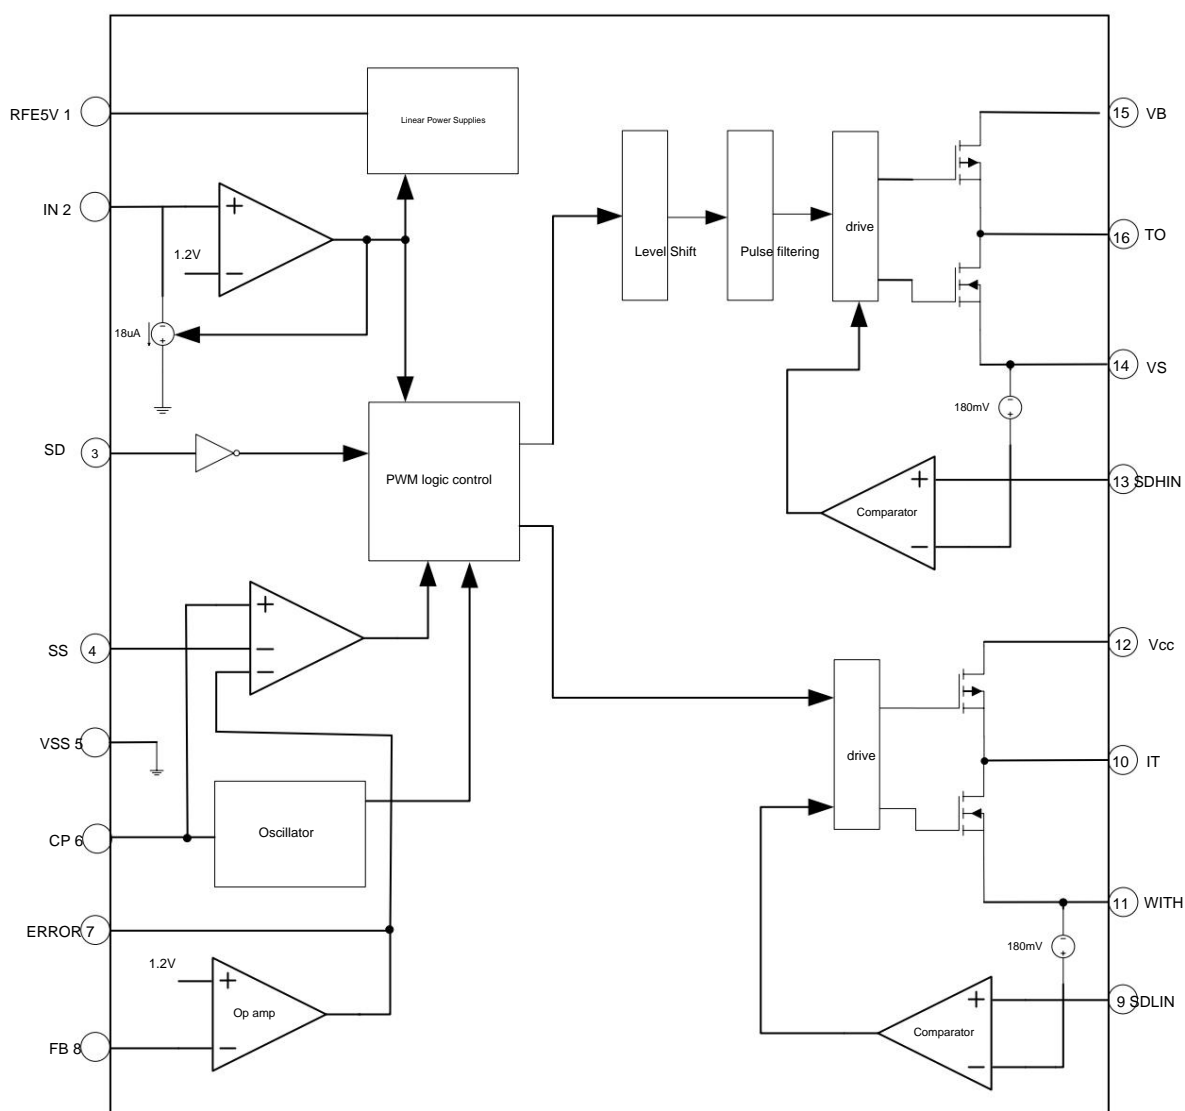 RFE5V 1
Linear Power Supplies
15 VB
IN 2
+
1.2V
−
18uA
−
+
Level Shift
Pulse filtering
drive
16 TO
14 VS
180mV
−
+
SD 3
PWM logic control
13 SDHIN
+
Comparator
−
SS 4
+
−
−
12 Vcc
VSS 5
drive
10 IT
CP 6
Oscillator
11 WITH
ERROR 7
180mV
−
+
1.2V
+
Op amp
−
FB 8
9 SDLIN
+
Comparator
−